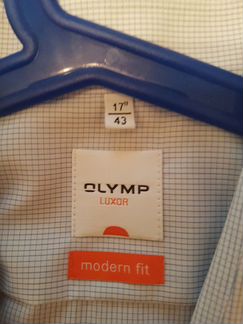 17"
43
OLYMP
LUXOR
modern fit